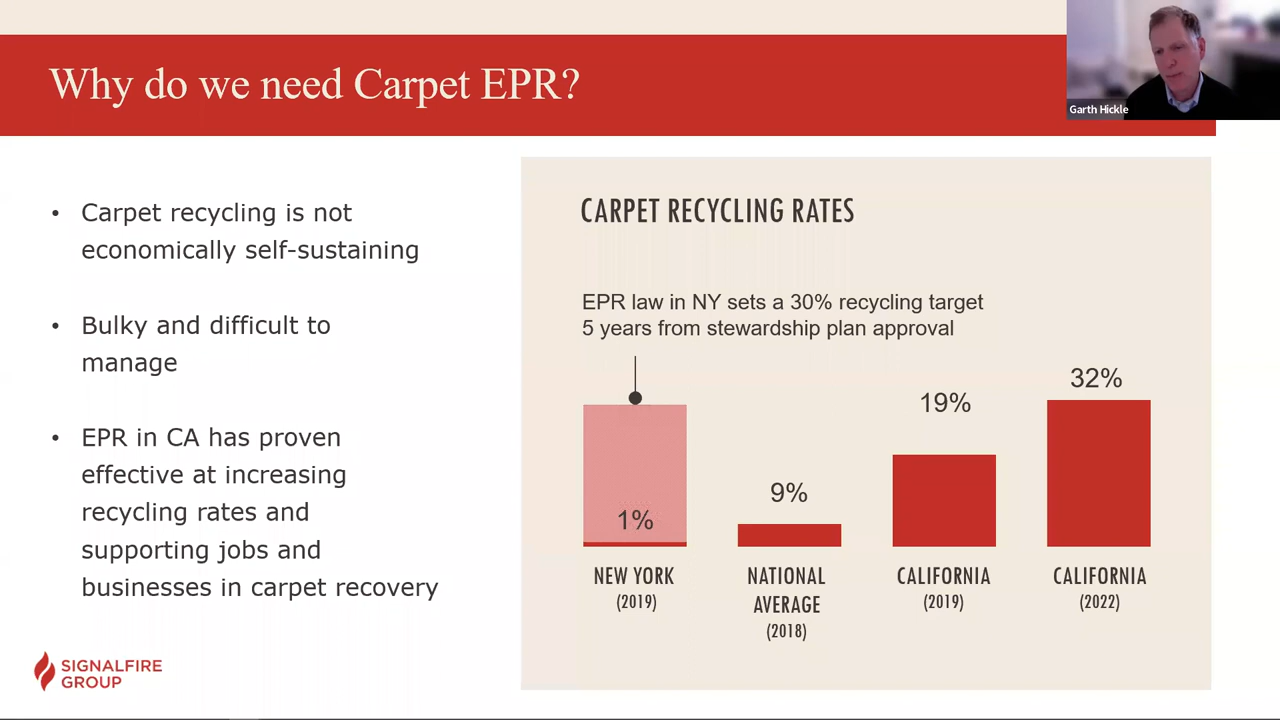 Why do we need Carpet EPR?
Garth Hickle
• Carpet recycling is not
economically self-sustaining
• Bulky and difficult to
manage
• EPR in CA has proven
effective at increasing
recycling rates and
supporting jobs and
businesses in carpet recovery
CARPET RECYCLING RATES
EPR law in NY sets a 30% recycling target
5 years from stewardship plan approval
1%
9%
19%
32%
NEW YORK
(2019)
NATIONAL
AVERAGE
(2018)
CALIFORNIA
(2019)
CALIFORNIA
(2022)
SIGNALFIRE
GROUP